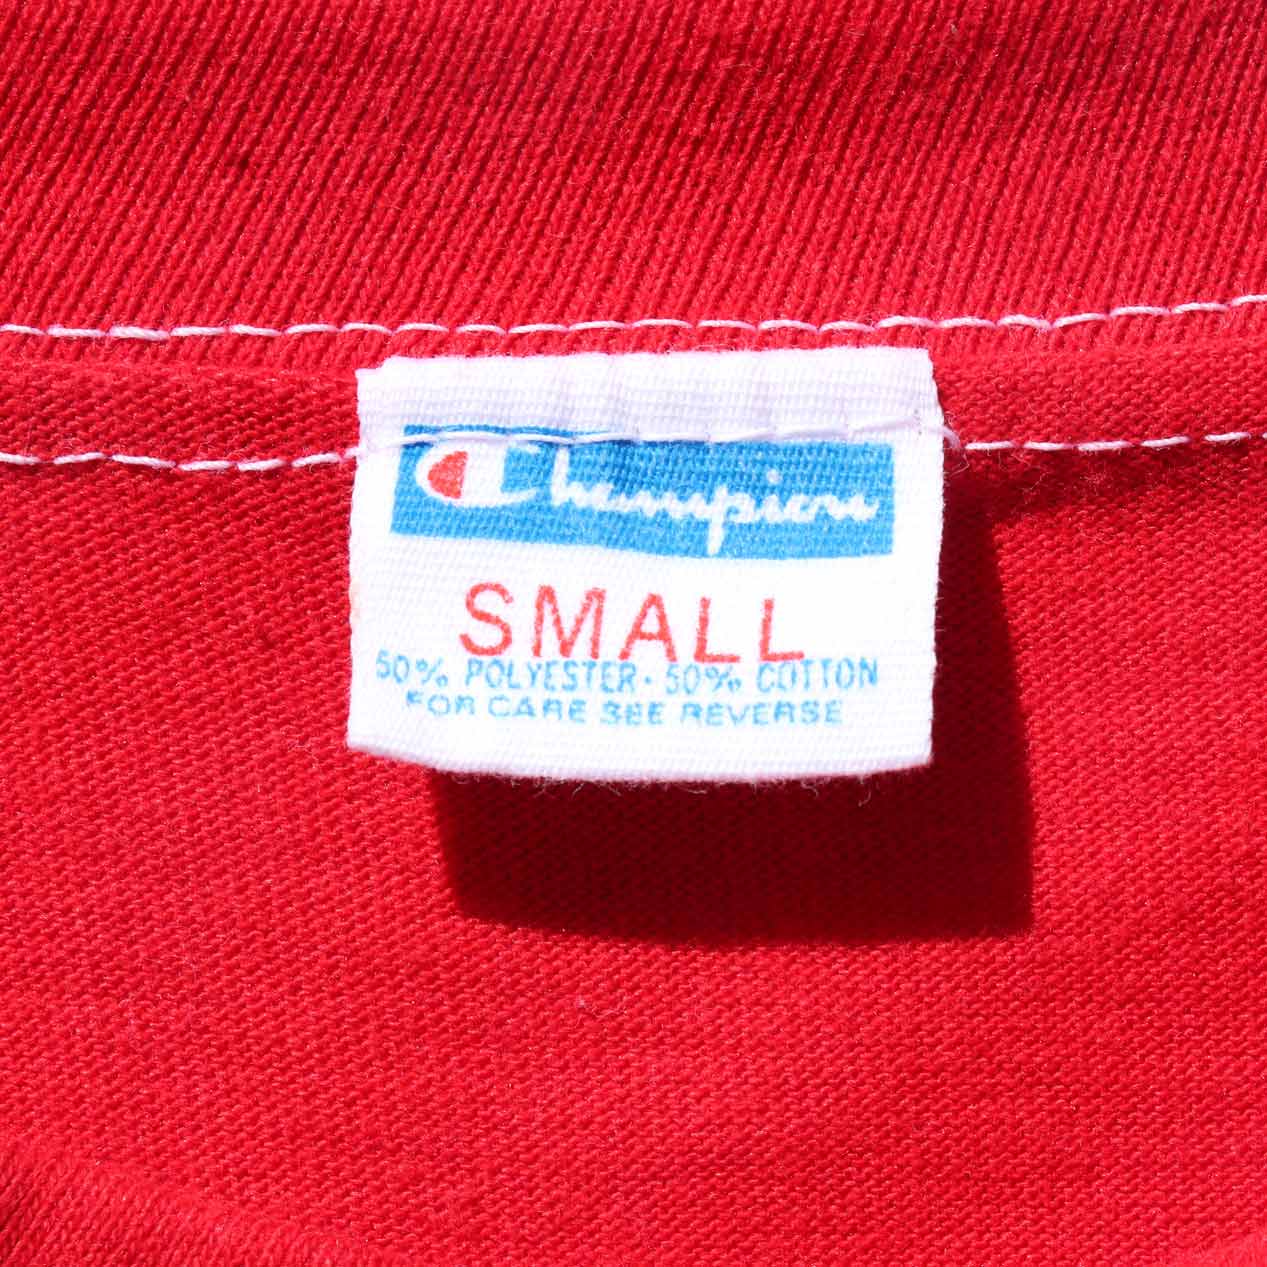 Champion
SMALL
50% POLYESTER · 50% COTTON
FOR CARE SEE REVERSE